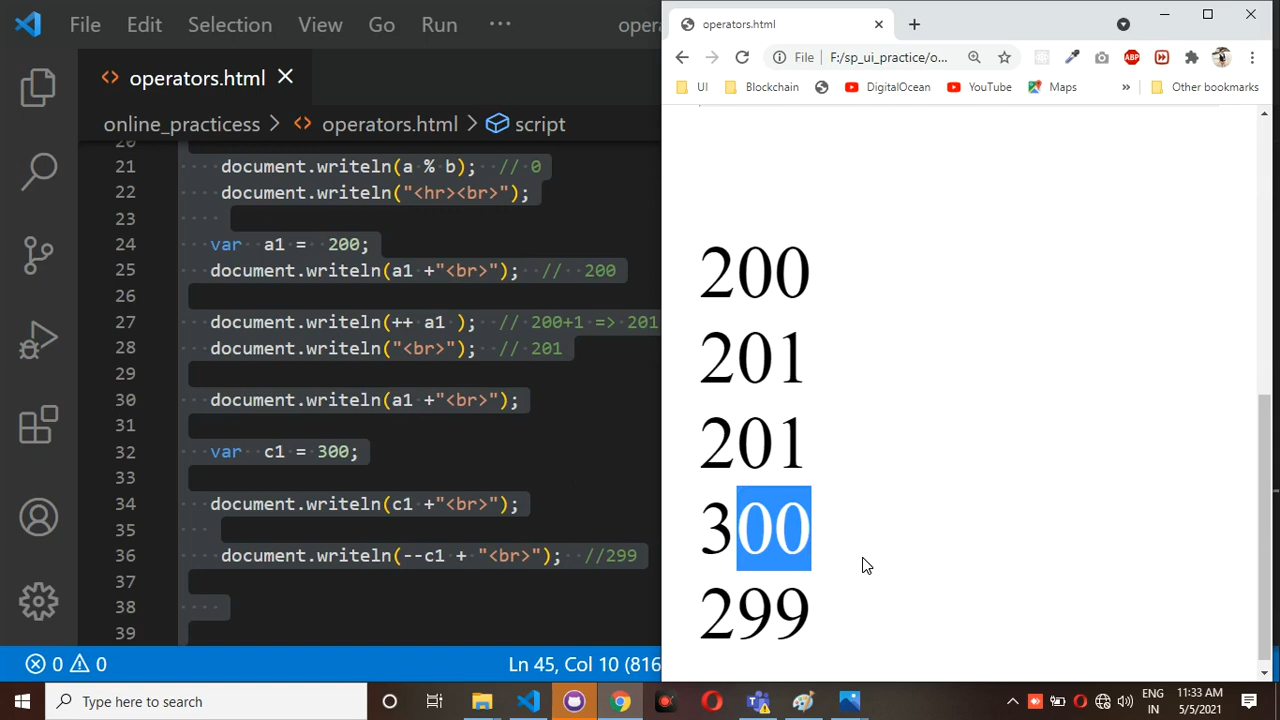 File Edit Selection View Go Run ··· oper
operators.html
operators.html
online_practicess > operators.html > script
File F:/sp_ui_practice/o...
ABP
UI Blockchain DigitalOcean YouTube Maps » Other bookmarks
20
21 document.writeln(a % b); // 0
22 document.writeln("<hr><br>");
23
24 var a1 = 200;
25 document.writeln(a1 +"<br>"); // 200
26
27 document.writeln(++ a1 ); // 200+1 => 201
28 document.writeln("<br>"); // 201
29
30 document.writeln(a1 +"<br>");
31
32 var c1 = 300;
33
34 document.writeln(c1 +"<br>");
35
36 document.writeln(--c1 + "<br>"); //299
37
38
39
200
201
201
300
299
0 0 Ln 45, Col 10 (816
Type here to search
ENG
IN
11:33 AM
5/5/2021